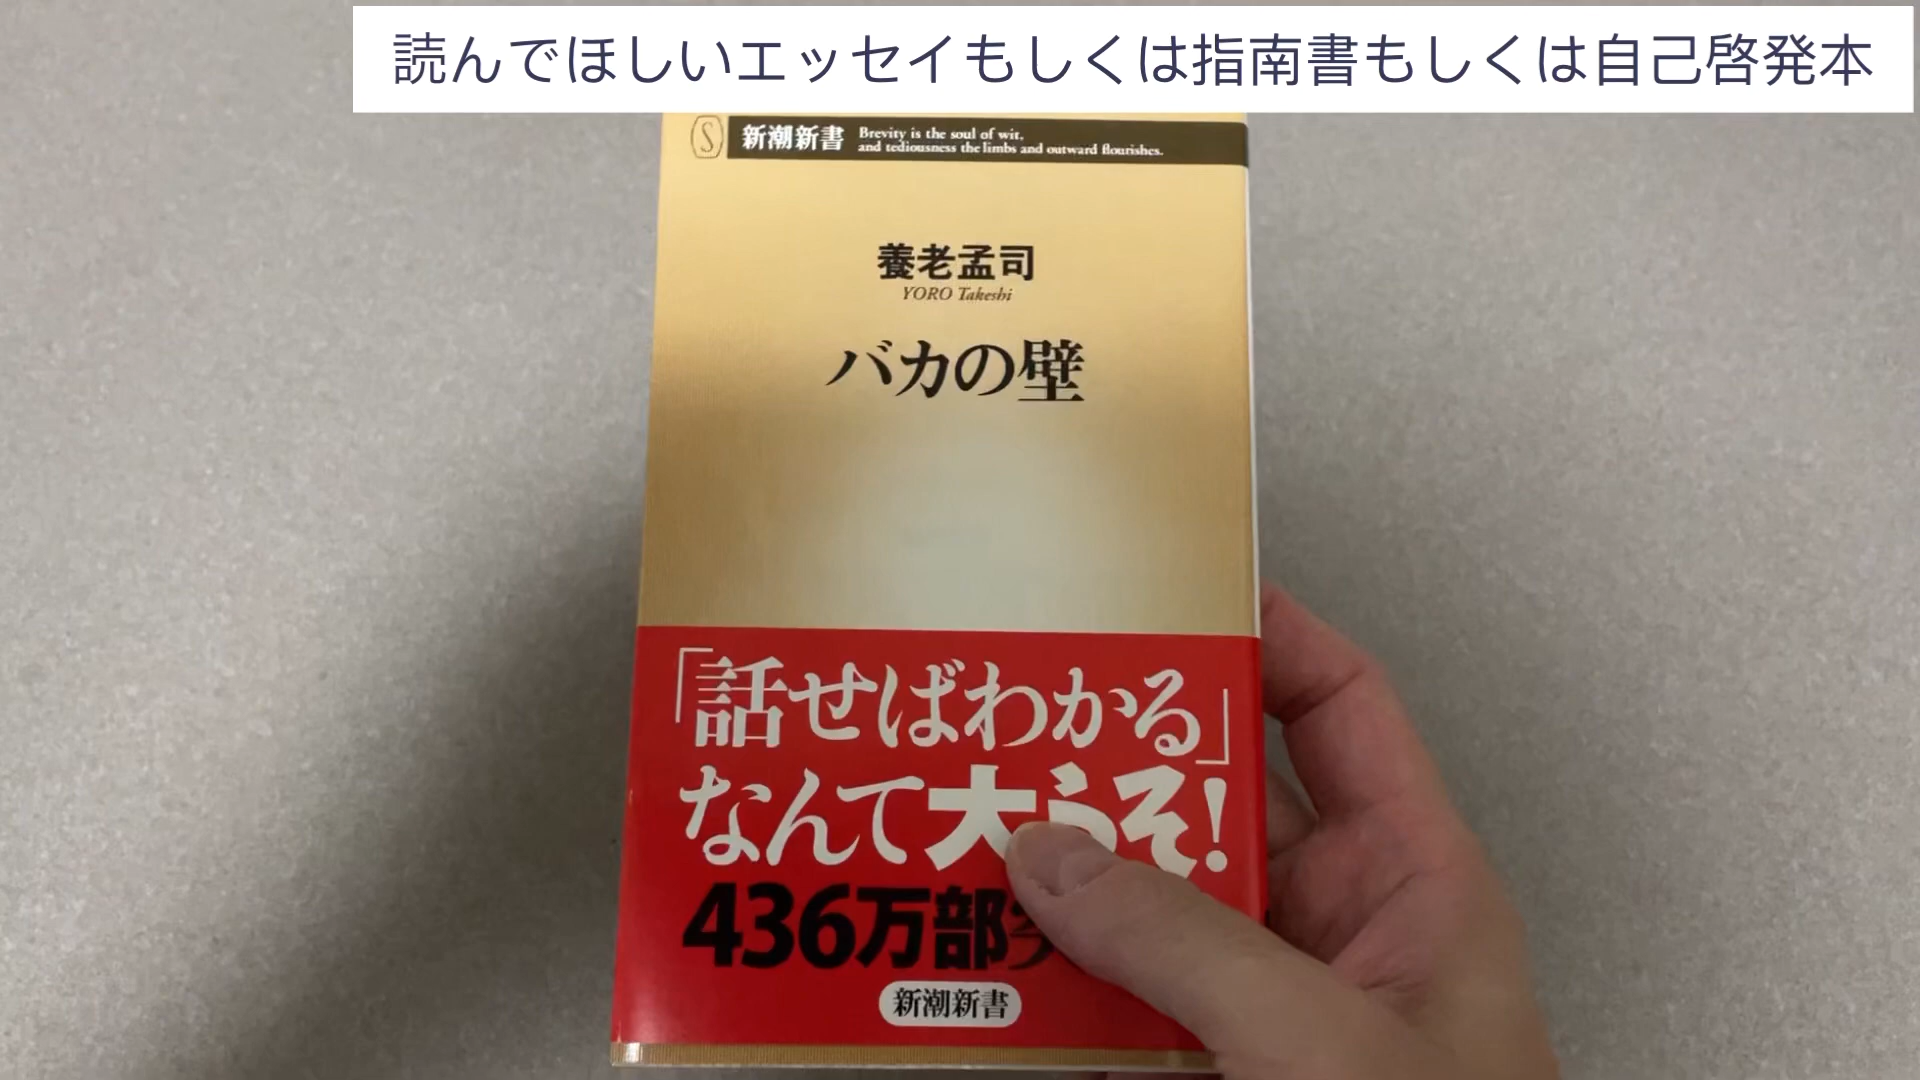 読んでほしいエッセイもしくは指南書もしくは自己啓発本
S 新潮新書
Brevity is the soul of wit,
and tediousness the limbs and outward flourishes.
養老孟司
YORO Takeshi
バカの壁
「話せばわかる」
なんて大うそ!
436万部
新潮新書